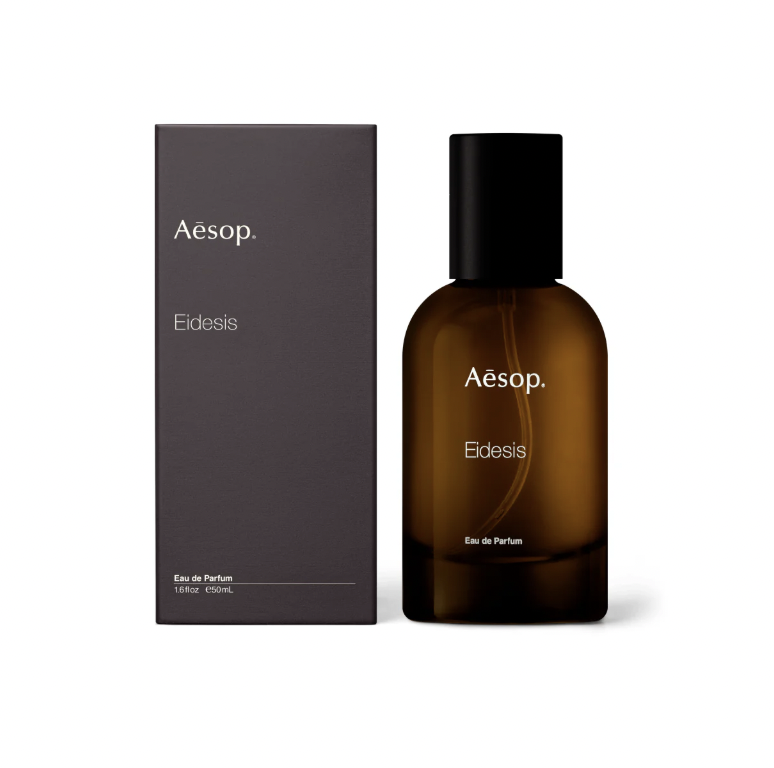 Aēsop.
Eidesis
Eau de Parfum
1.6 fl oz ℮50mL
Aēsop.
Eidesis
Eau de Parfum